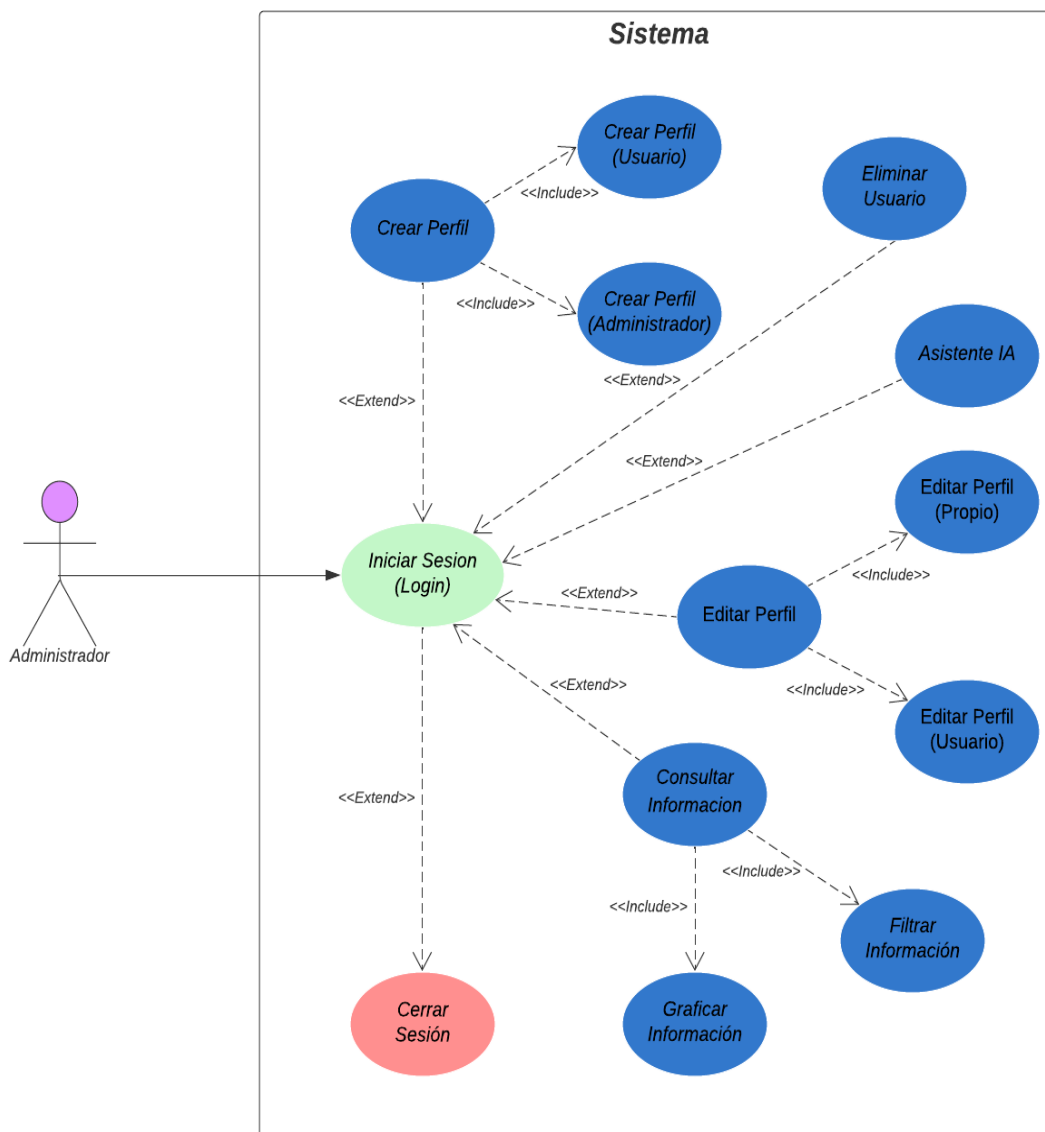 Sistema
Crear Perfil
(Usuario)
Eliminar
Usuario
<<Include>>
Crear Perfil
<<Include>>
Crear Perfil
(Administrador)
Asistente IA
<<Extend>>
<<Extend>>
<<Extend>>
Editar Perfil
(Propio)
Iniciar Sesion
(Login)
<<Include>>
<<Extend>>
Editar Perfil
Administrador
<<Extend>>
<<Include>>
Editar Perfil
(Usuario)
Consultar
Informacion
<<Extend>>
<<Include>>
<<Include>>
Filtrar
Información
Cerrar
Sesión
Graficar
Información